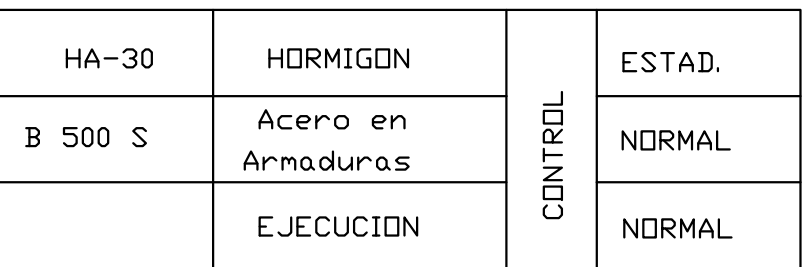 HA-30 HORMIGON ESTAD.
B 500 S Acero en
Armaduras NORMAL
CONTROL
EJECUCION NORMAL